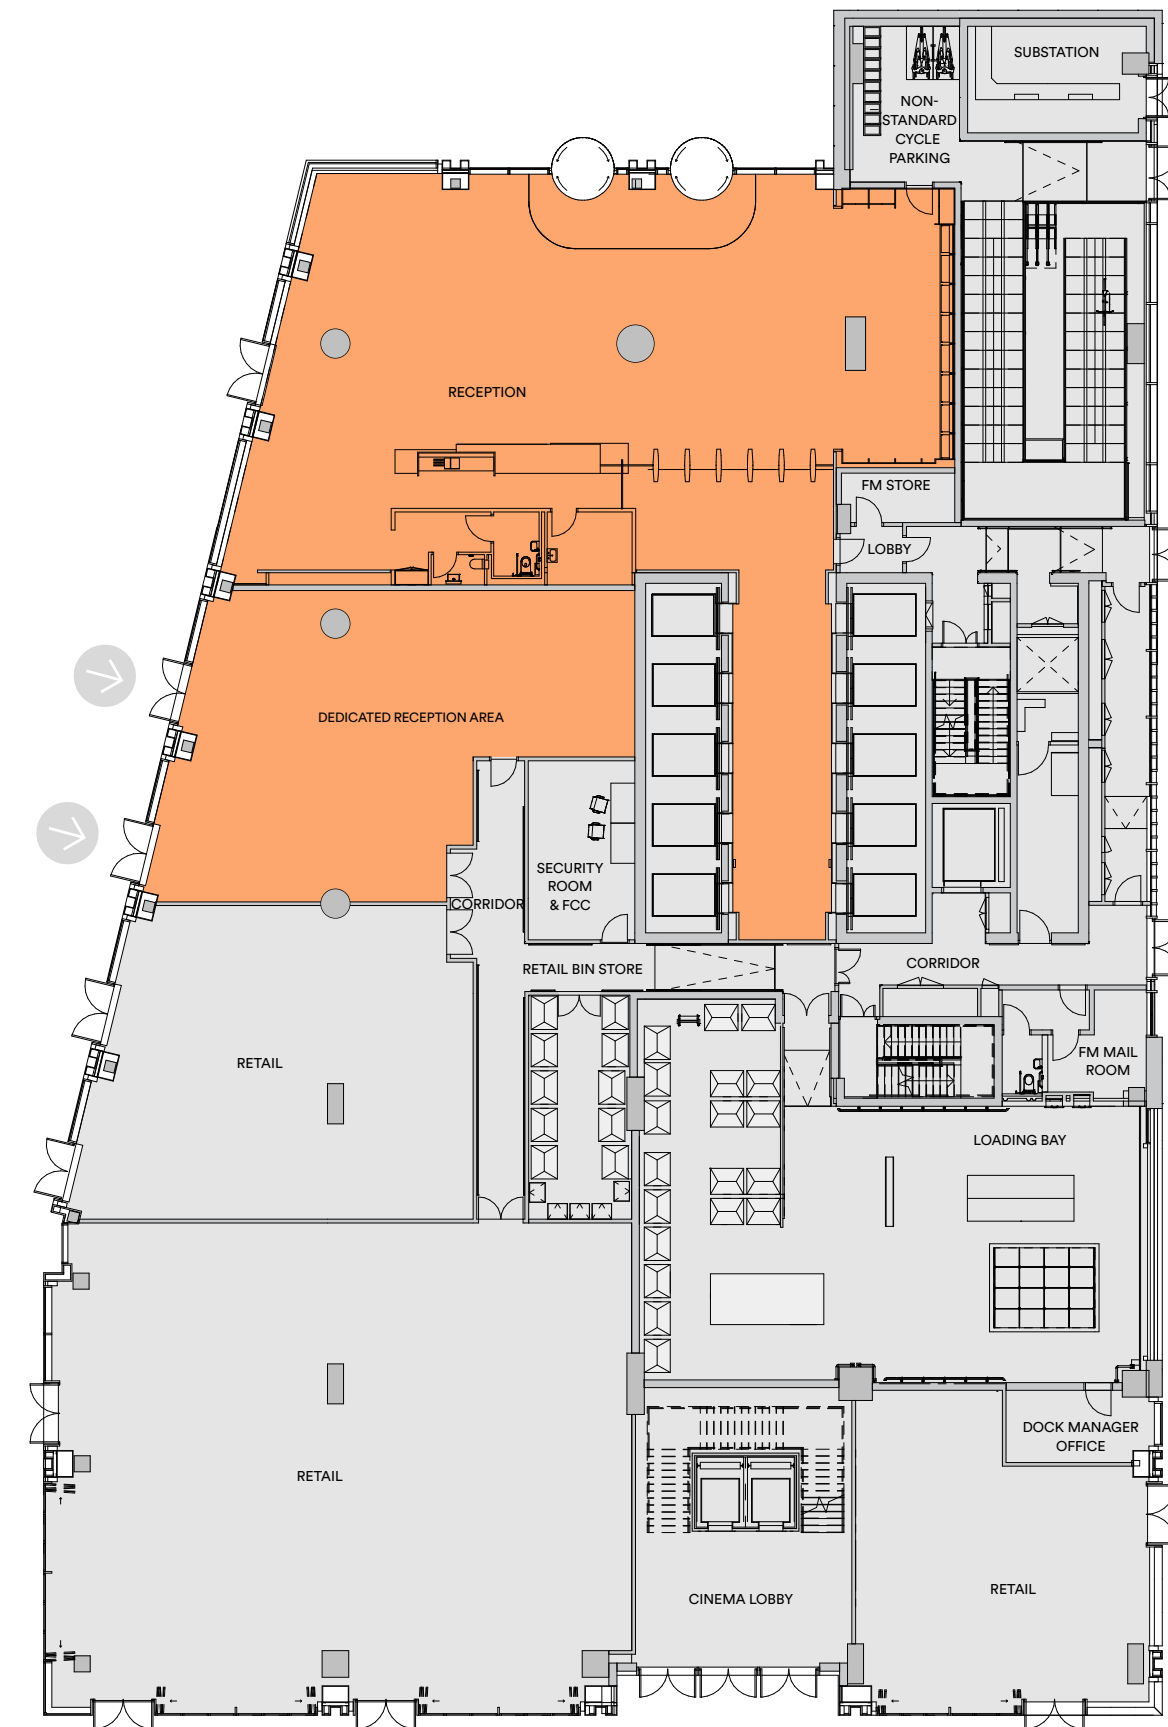 SUBSTATION
NON-
STANDARD
CYCLE
PARKING
RECEPTION
FM STORE
LOBBY
DEDICATED RECEPTION AREA
SECURITY
ROOM
& FCC
CORRIDOR
RETAIL BIN STORE
CORRIDOR
RETAIL
FM MAIL
ROOM
LOADING BAY
DOCK MANAGER
OFFICE
RETAIL
CINEMA LOBBY
RETAIL